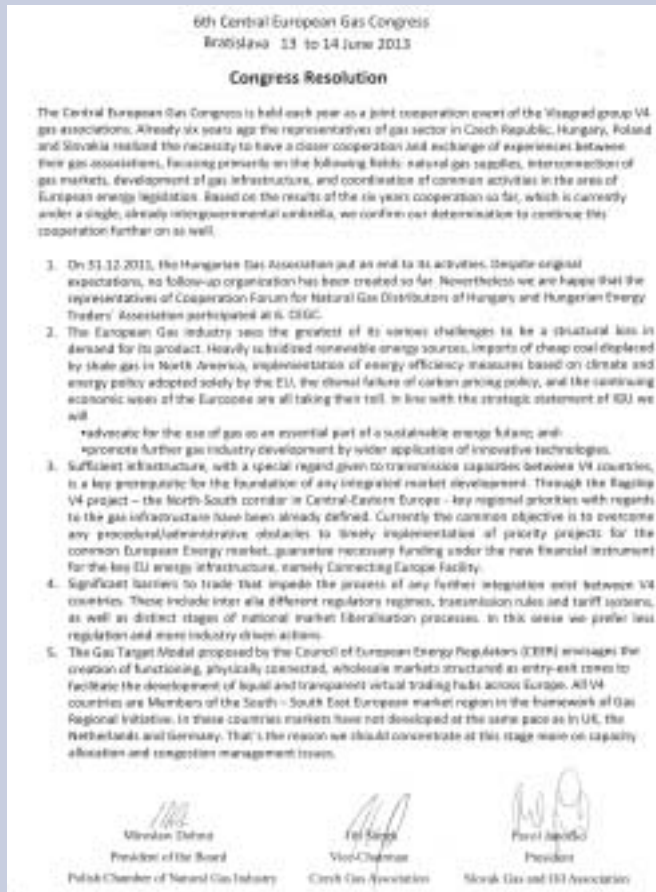 6th Central European Gas Congress
Bratislava 13 to 14 June 2013
Congress Resolution
The Central European Gas Congress is held each year as a joint cooperation event of the Visegrad group V4
gas associations. Already six years ago the representatives of gas sector in Czech Republic, Hungary, Poland
and Slovakia realized the necessity to have a closer cooperation and exchange of experiences between
their gas associations, focusing primarily on the following fields: natural gas supplies, interconnection of
gas markets, development of gas infrastructure, and coordination of common activities in the area of
European energy legislation. Based on the results of the six years cooperation so far, which is currently
under a single, already intergovernmental umbrella, we confirm our determination to continue this
cooperation further on as well.
1. On 31.12.2011, the Hungarian Gas Association put an end to its activities. Despite original
expectations, no follow-up organization has been created so far. Nevertheless we are happy that the
representatives of Cooperation Forum for Natural Gas Distributors of Hungary and Hungarian Energy
Traders' Association participated at 6. CEGC.
2. The European Gas industry sees the greatest of its various challenges to be a structural loss in
demand for its product. Heavily subsidized renewable energy sources, imports of cheap coal displaced
by shale gas in North America, implementation of energy efficiency measures based on climate and
energy policy adopted solely by the EU, the dismal failure of carbon pricing policy, and the continuing
economic woes of the Eurozone are all taking their toll. In line with the strategic statement of IGU we
will
•advocate for the use of gas as an essential part of a sustainable energy future; and
•promote further gas industry development by wider application of innovative technologies.
3. Sufficient infrastructure, with a special regard given to transmission capacities between V4 countries,
is a key prerequisite for the foundation of any integrated market development. Through the flagship
V4 project – the North-South corridor in Central-Eastern Europe - key regional priorities with regards
to the gas infrastructure have been already defined. Currently the common objective is to overcome
any procedural/administrative obstacles to timely implementation of priority projects for the
common European Energy market, guarantee necessary funding under the new financial instrument
for the key EU energy infrastructure, namely Connecting Europe Facility.
4. Significant barriers to trade that impede the process of any further integration exist between V4
countries. These include inter alia different regulatory regimes, transmission rules and tariff systems,
as well as distinct stages of national market liberalisation processes. In this sense we prefer less
regulation and more industry driven actions.
5. The Gas Target Model proposed by the Council of European Energy Regulators (CEER) envisages the
creation of functioning, physically connected, wholesale markets structured as entry-exit zones to
facilitate the development of liquid and transparent virtual trading hubs across Europe. All V4
countries are Members of the South – South East European market region in the framework of Gas
Regional Initiative. In these countries markets have not developed at the same pace as in UK, the
Netherlands and Germany. That's the reason we should concentrate at this stage more on capacity
allocation and congestion management issues.
Miroslaw Pavel
President of the Board Vice-Chairman President
Polish Chamber of Natural Gas Industry Czech Gas Association Slovak Gas and Oil Association